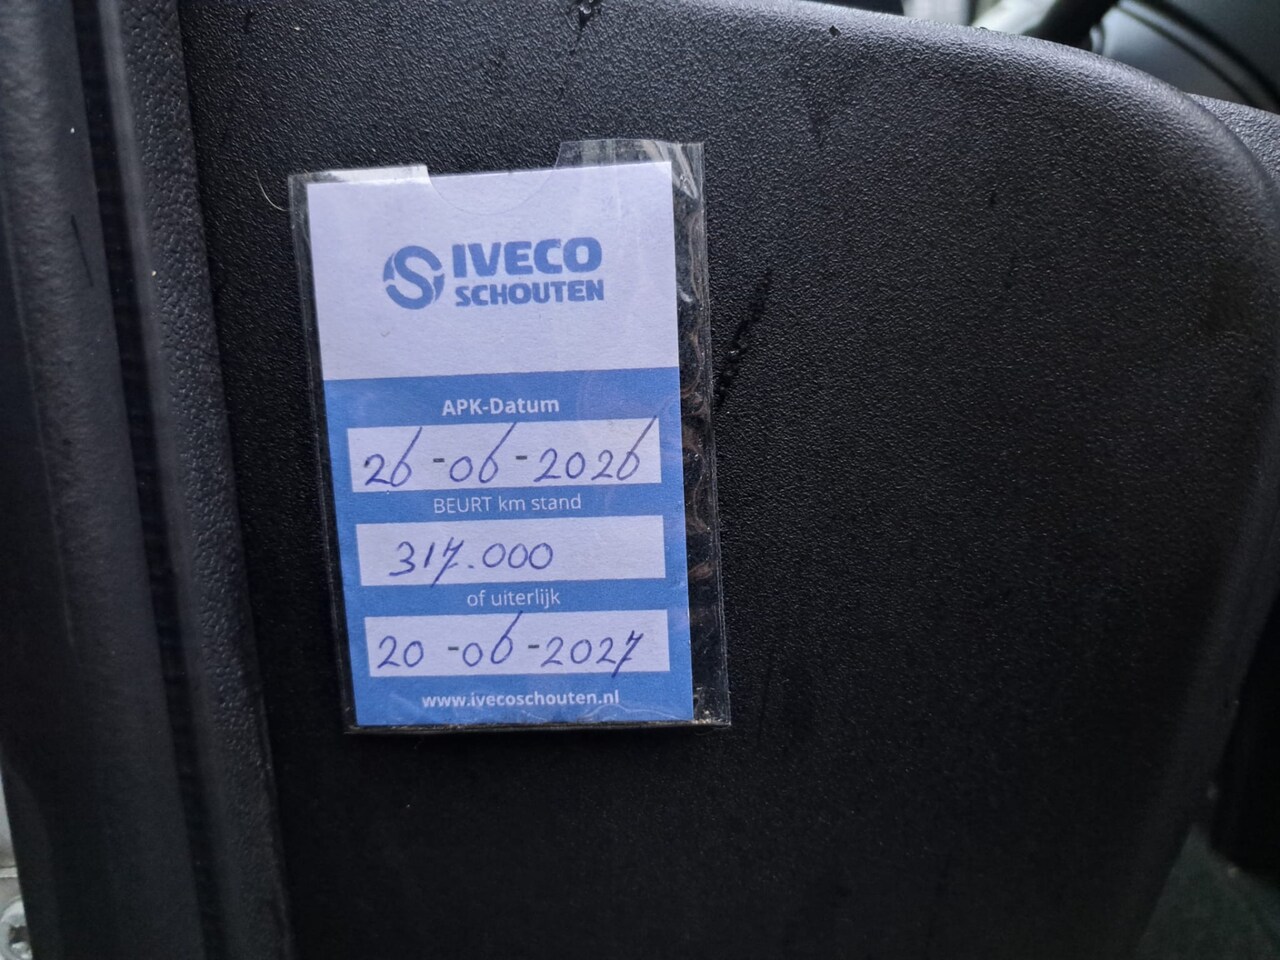 IVECO
SCHOUTEN
APK-Datum
26-06-2026
BEURT km stand
317.000
of uiterlijk
20-06-2027
www.ivecoschouten.nl